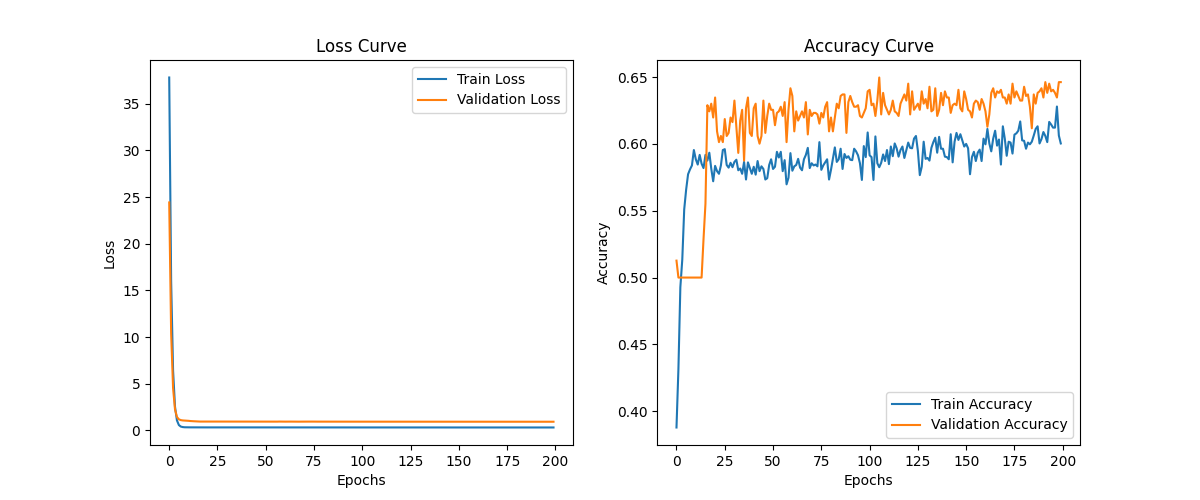 Loss Curve
Train Loss
Validation Loss
35
30
25
20
15
10
5
0
Loss
0 25 50 75 100 125 150 175 200
Epochs
Accuracy Curve
0.65
0.60
0.55
0.50
0.45
0.40
Accuracy
Train Accuracy
Validation Accuracy
0 25 50 75 100 125 150 175 200
Epochs